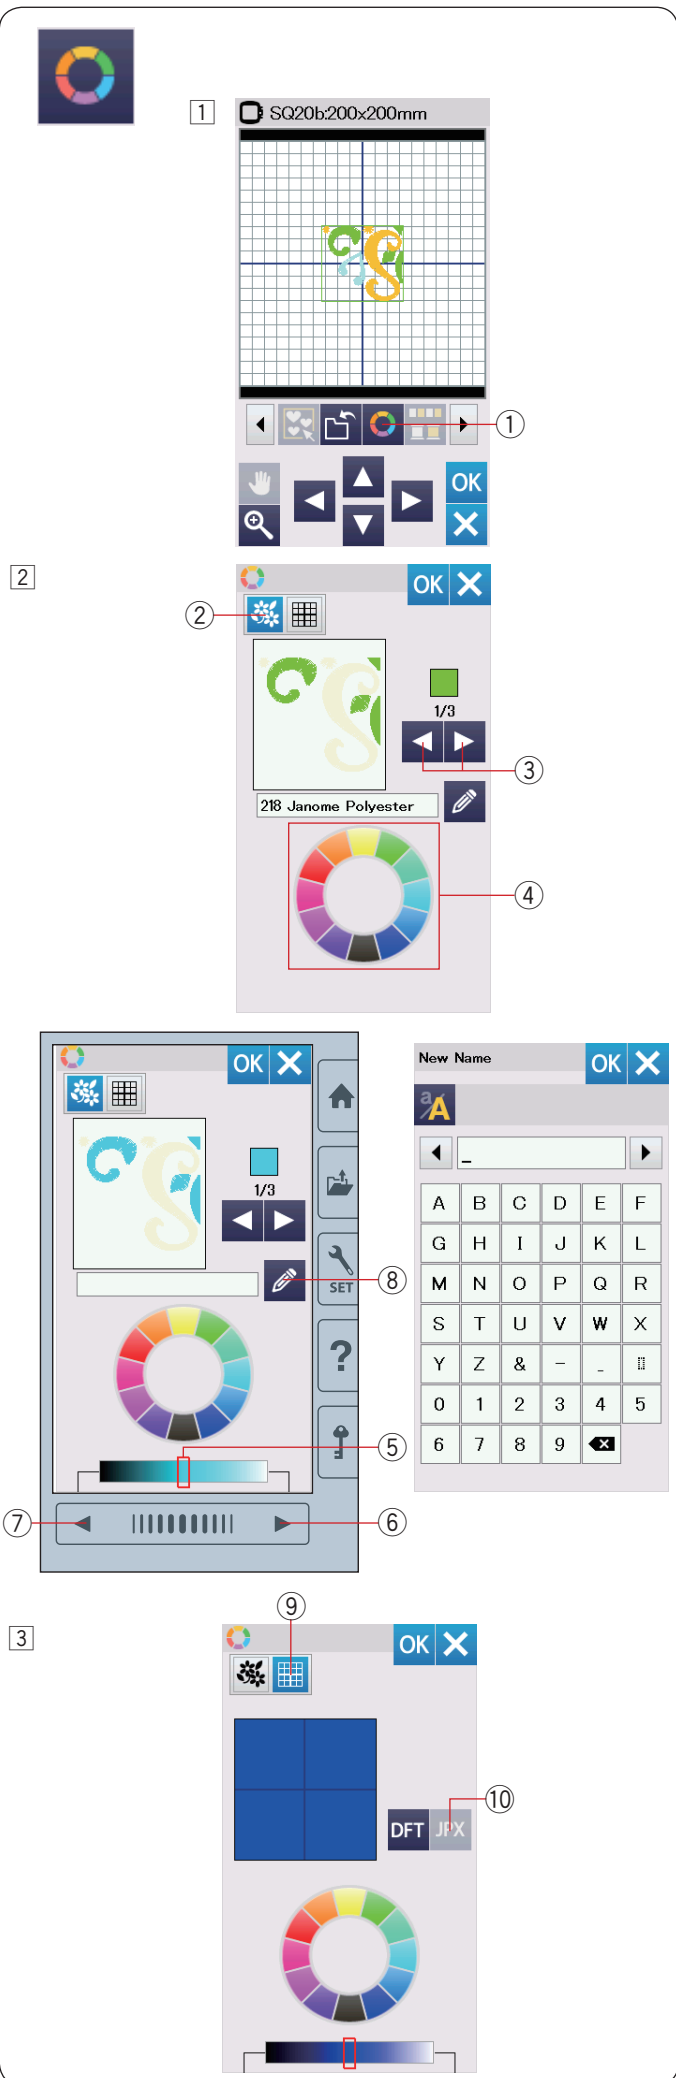 1
SQ20b:200x200mm
①
OK
2
OK
②
1/3
③
218 Janome Polyester
④
OK
1/3
⑧
SET
?
⑤
⑦
⑥
New Name
OK
a/A
_
A B C D E F
G H I J K L
M N O P Q R
S T U V W X
Y Z & - _ ▯
0 1 2 3 4 5
6 7 8 9
3
⑨
OK
⑩
DFT JPX